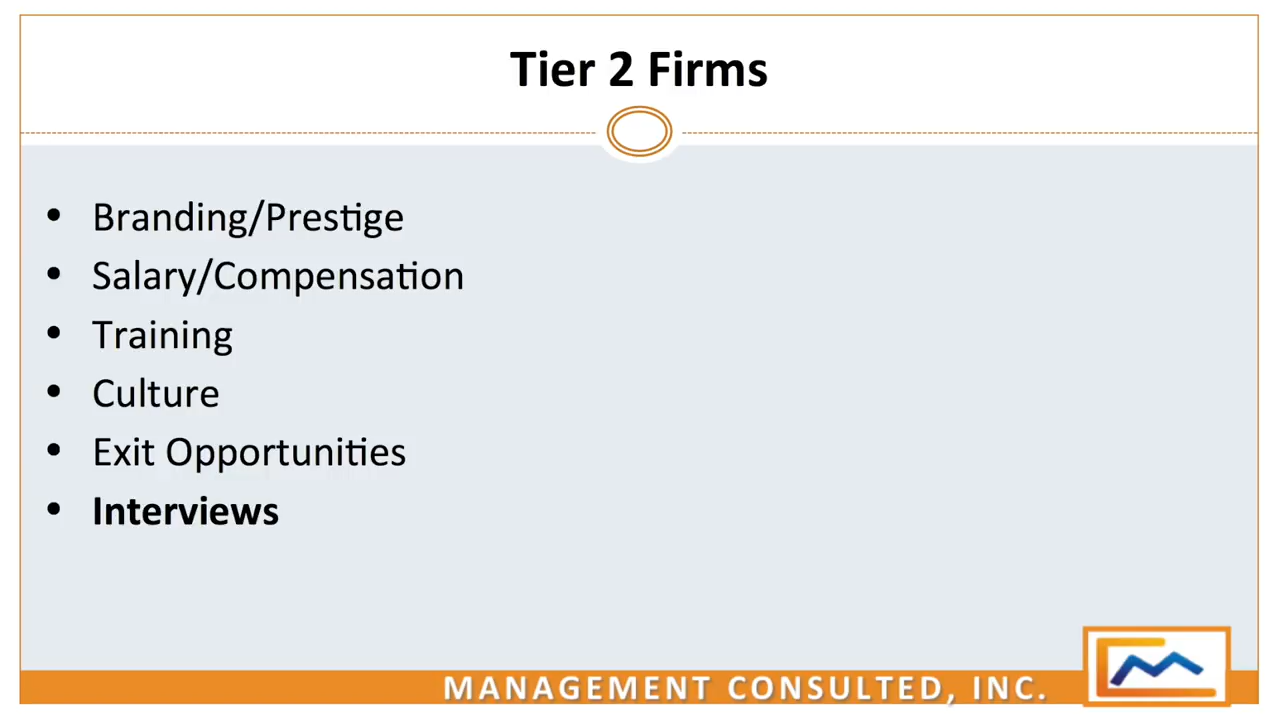 Tier 2 Firms
• Branding/Prestige
• Salary/Compensation
• Training
• Culture
• Exit Opportunities
• Interviews
MANAGEMENT CONSULTED, INC.